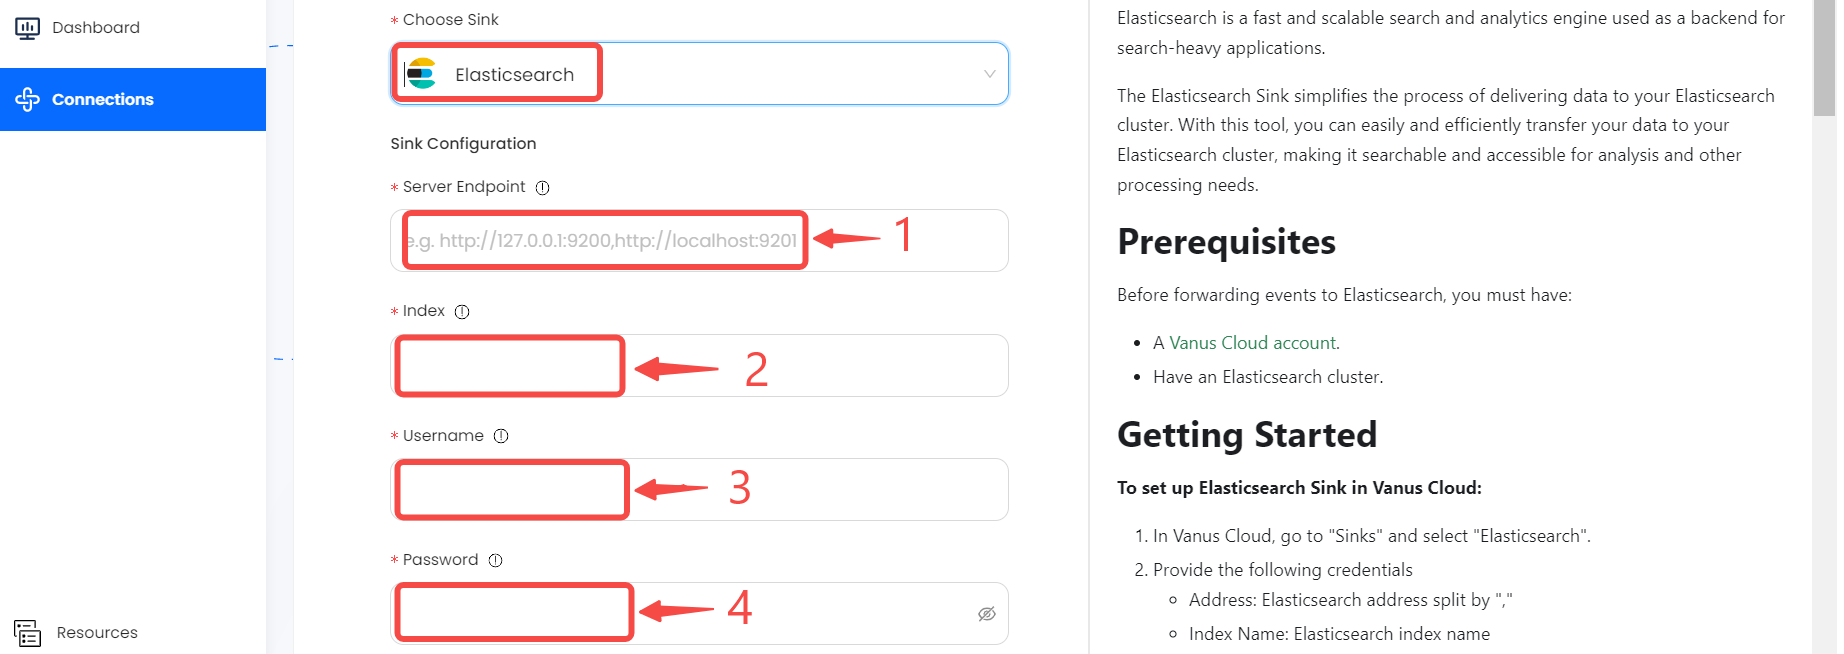 Dashboard
Connections
Resources
* Choose Sink
Elasticsearch
Sink Configuration
* Server Endpoint
e.g. http://127.0.0.1:9200,http://localhost:9201
1
* Index
2
* Username
3
* Password
4
Elasticsearch is a fast and scalable search and analytics engine used as a backend for
search-heavy applications.
The Elasticsearch Sink simplifies the process of delivering data to your Elasticsearch
cluster. With this tool, you can easily and efficiently transfer your data to your
Elasticsearch cluster, making it searchable and accessible for analysis and other
processing needs.
Prerequisites
Before forwarding events to Elasticsearch, you must have:
• A Vanus Cloud account.
• Have an Elasticsearch cluster.
Getting Started
To set up Elasticsearch Sink in Vanus Cloud:
1. In Vanus Cloud, go to "Sinks" and select "Elasticsearch".
2. Provide the following credentials
◦ Address: Elasticsearch address split by ","
◦ Index Name: Elasticsearch index name